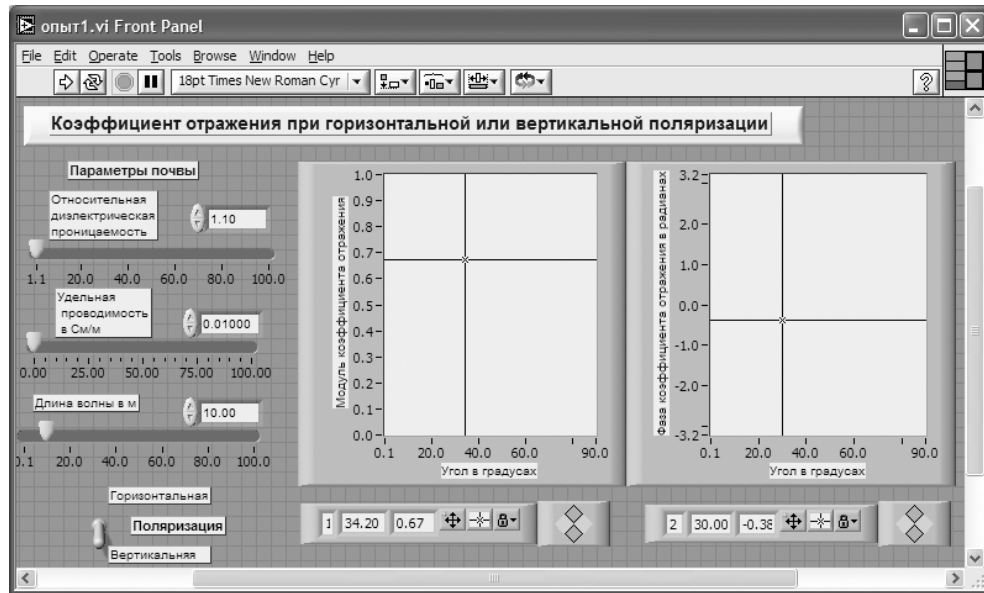 опыт1.vi Front Panel
File Edit Operate Tools Browse Window Help
18pt Times New Roman Cyr
Коэффициент отражения при горизонтальной или вертикальной поляризации
Параметры почвы
Относительная
диэлектрическая
проницаемость
1.10
1.1 20.0 40.0 60.0 80.0 100.0
Удельная
проводимость
в См/м
0.01000
0.00 25.00 50.00 75.00 100.00
Длина волны в м
10.00
0.1 20.0 40.0 60.0 80.0 100.0
Горизонтальная
Поляризация
Вертикальная
Модуль коэффициента отражения
1.0
0.9
0.8
0.7
0.6
0.5
0.4
0.3
0.2
0.1
0.0
0.1 20.0 40.0 60.0 90.0
Угол в градусах
1 34.20 0.67
Фаза коэффициента отражения в радианах
3.2
2.0
1.0
0.0
-1.0
-2.0
-3.2
0.1 20.0 40.0 60.0 90.0
Угол в градусах
2 30.00 -0.38